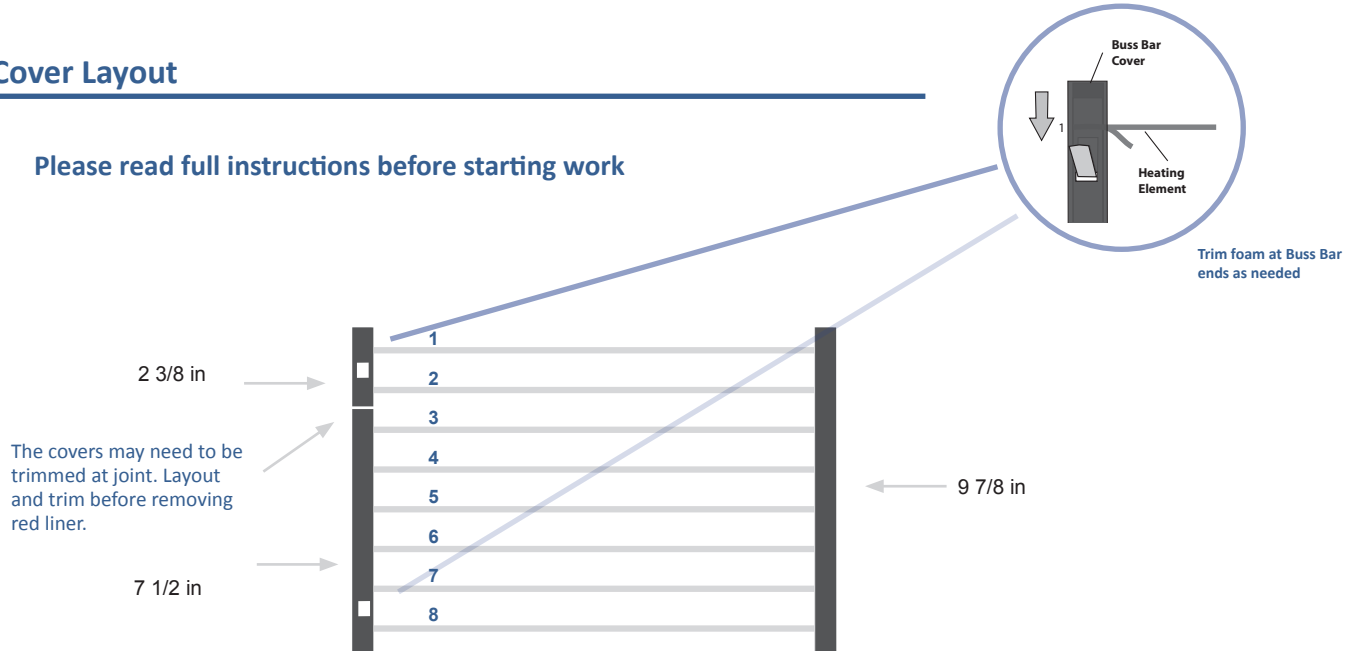 Cover Layout
Please read full instructions before starting work
Buss Bar
Cover
1
Heating
Element
Trim foam at Buss Bar
ends as needed
1
2 3/8 in
2
3
The covers may need to be
trimmed at joint. Layout
and trim before removing
red liner.
4
5
9 7/8 in
6
7
7 1/2 in
8